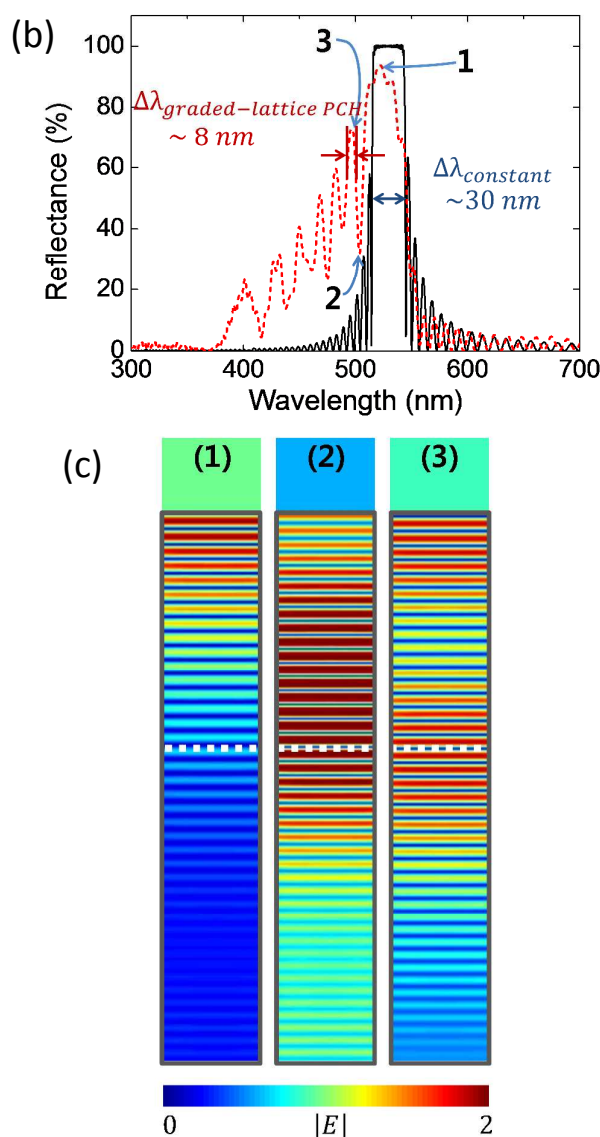 (b)
100
80
60
40
20
0
Reflectance (%)
300 400 500 600 700
Wavelength (nm)
3
1
2
Δλgraded−lattice PCH
~ 8 nm
Δλconstant
~30 nm
(c)
(1) (2) (3)
0 |E| 2